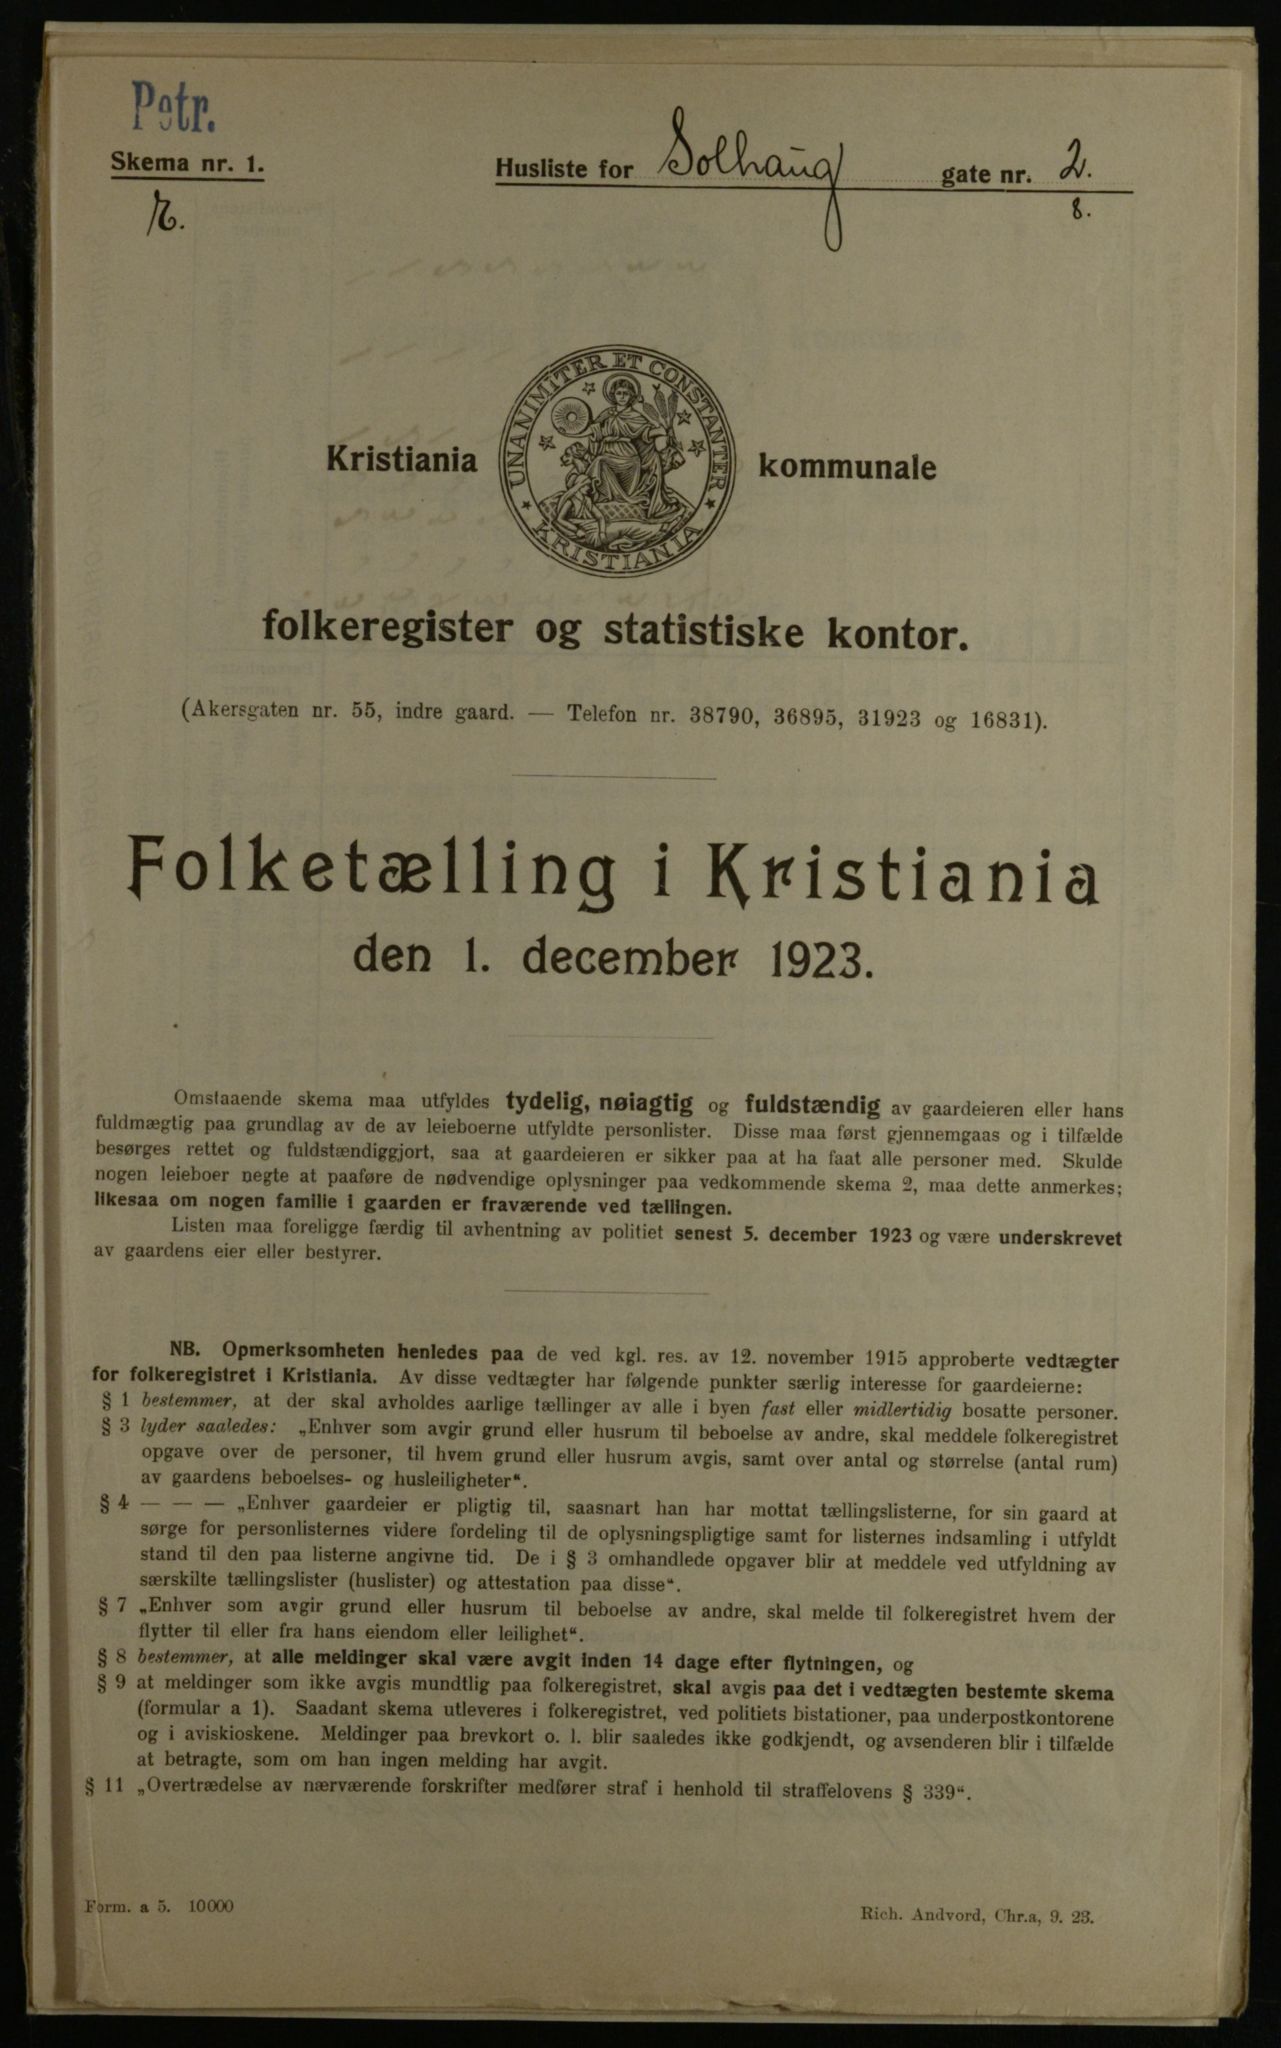 Petr.
Skema nr. 1.
Husliste for Solhaug gate nr. 2.
8.
UNANIMITER ET CONSTANTER
KRISTIANIA
Kristiania kommunale
folkeregister og statistiske kontor.
(Akersgaten nr. 55, indre gaard. — Telefon nr. 38790, 36895, 31923 og 16831).
Folketælling i Kristiania
den 1. december 1923.
Omstaaende skema maa utfyldes tydelig, nøiagtig og fuldstændig av gaardeieren eller hans
fuldmægtig paa grundlag av de av leieboerne utfyldte personlister. Disse maa først gjennemgaas og i tilfælde
besørges rettet og fuldstændiggjort, saa at gaardeieren er sikker paa at ha faat alle personer med. Skulde
nogen leieboer negte at paaføre de nødvendige oplysninger paa vedkommende skema 2, maa dette anmerkes;
likesaa om nogen familie i gaarden er fraværende ved tællingen.
Listen maa foreligge færdig til avhentning av politiet senest 5. december 1923 og være underskrevet
av gaardens eier eller bestyrer.
NB. Opmerksomheten henledes paa de ved kgl. res. av 12. november 1915 approberte vedtægter
for folkeregistret i Kristiania. Av disse vedtægter har følgende punkter særlig interesse for gaardeierne:
§ 1 bestemmer, at der skal avholdes aarlige tællinger av alle i byen fast eller midlertidig bosatte personer.
§ 3 lyder saaledes: „Enhver som avgir grund eller husrum til beboelse av andre, skal meddele folkeregistret
opgave over de personer, til hvem grund eller husrum avgis, samt over antal og størrelse (antal rum)
av gaardens beboelses- og husleiligheter“.
§ 4 — — — „Enhver gaardeier er pligtig til, saasnart han har mottat tællingslisterne, for sin gaard at
sørge for personlisternes videre fordeling til de oplysningspligtige samt for listernes indsamling i utfyldt
stand til den paa listerne angivne tid. De i § 3 omhandlede opgaver blir at meddele ved utfyldning av
særskilte tællingslister (huslister) og attestation paa disse“.
§ 7 „Enhver som avgir grund eller husrum til beboelse av andre, skal melde til folkeregistret hvem der
flytter til eller fra hans eiendom eller leilighet“.
§ 8 bestemmer, at alle meldinger skal være avgit inden 14 dage efter flytningen, og
§ 9 at meldinger som ikke avgis mundtlig paa folkeregistret, skal avgis paa det i vedtægten bestemte skema
(formular a 1). Saadant skema utleveres i folkeregistret, ved politiets bistationer, paa underpostkontorene
og i aviskioskene. Meldinger paa brevkort o. l. blir saaledes ikke godkjendt, og avsenderen blir i tilfælde
at betragte, som om han ingen melding har avgit.
§ 11 „Overtrædelse av nærværende forskrifter medfører straf i henhold til straffelovens § 339“.
Form. a 5. 10000
Rich. Andvord, Chr.a, 9. 23.